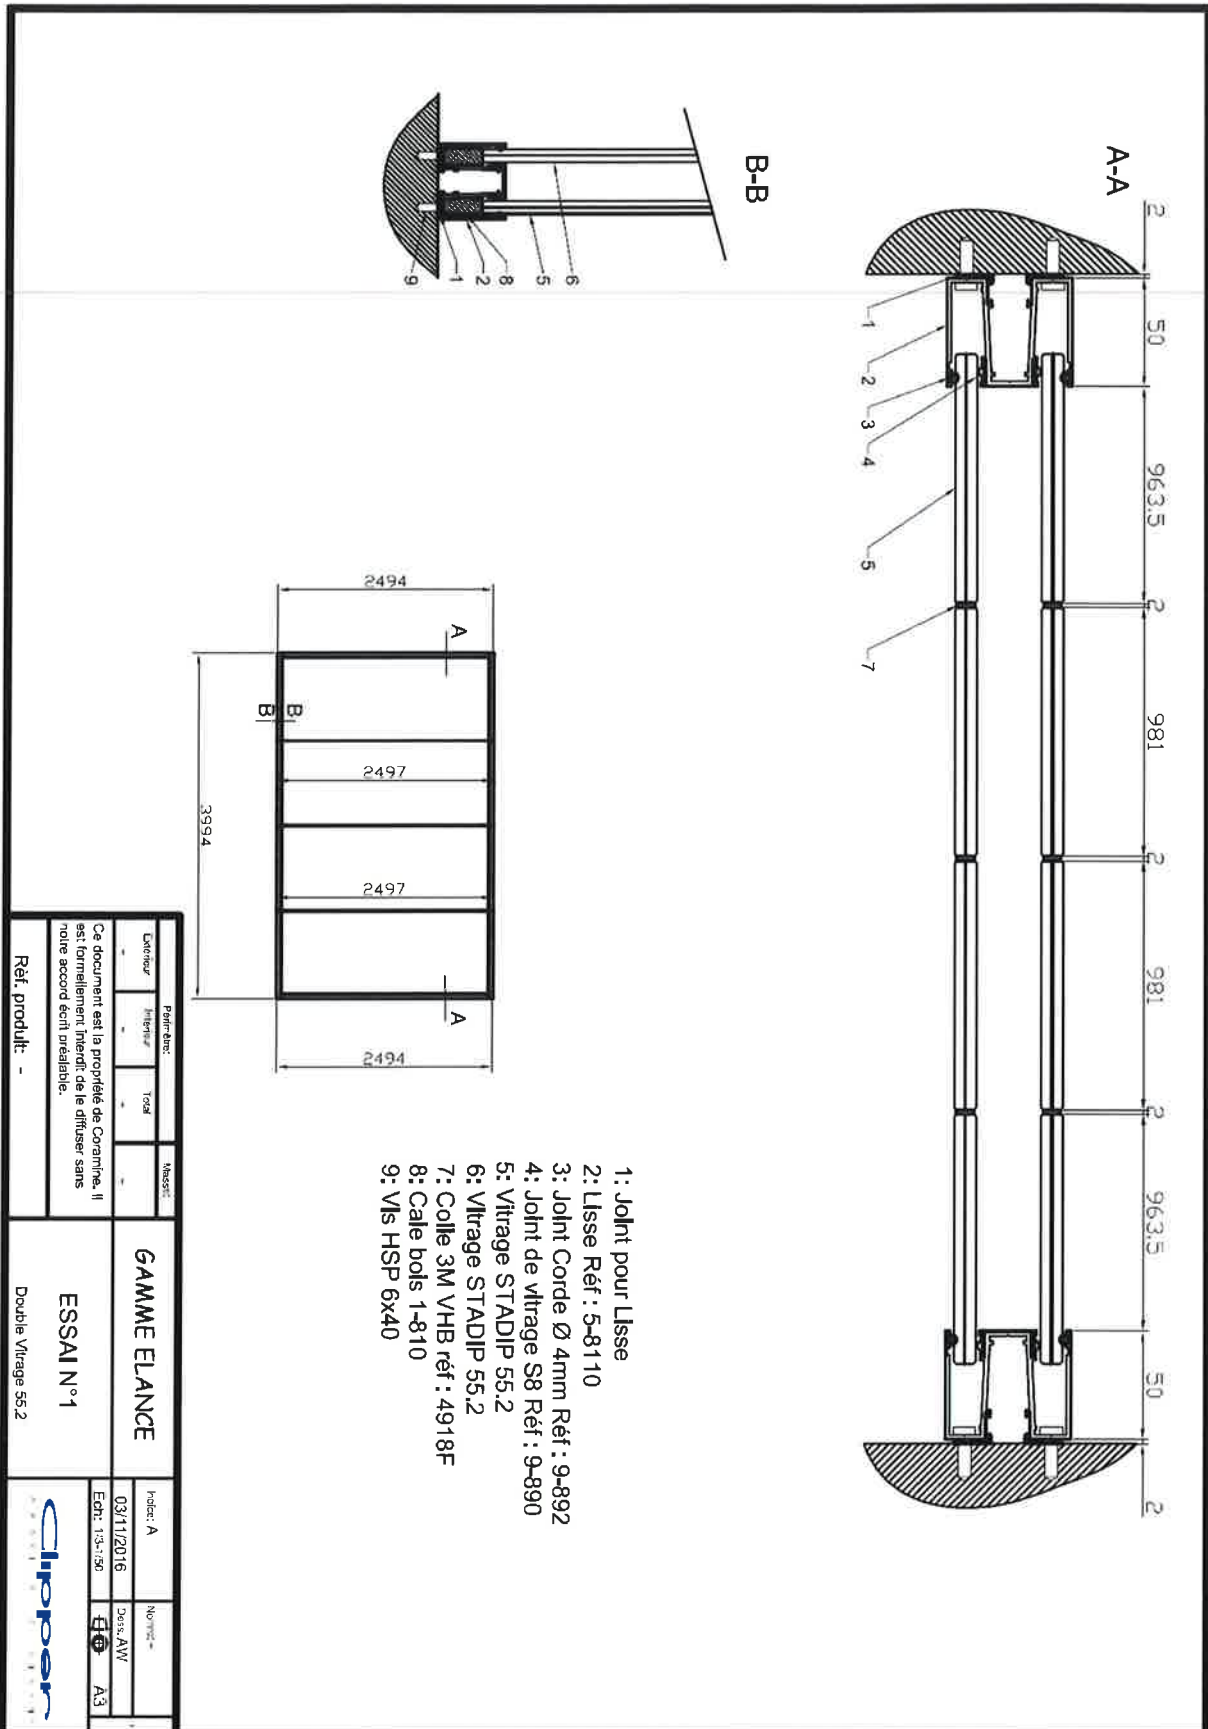 A-A
2
50
963.5
2
981
2
981
2
963.5
50
2
1
2
3
4
5
7
B-B
6
5
8
2
1
9
2494
A
A
B
B
2497
2497
3994
2494
1: Joint pour Lisse
2: Lisse Réf : 5-8110
3: Joint Corde Ø 4mm Réf : 9-892
4: Joint de vitrage S8 Réf : 9-890
5: Vitrage STADIP 55.2
6: Vitrage STADIP 55.2
7: Colle 3M VHB réf : 4918F
8: Cale bois 1-810
9: Vis HSP 6x40
Périmètre:
Masse:
Extérieur
Intérieur
Total
-
-
-
-
Ce document est la propriété de Coramine. Il
est formellement interdit de le diffuser sans
notre accord écrit préalable.
Réf. produit: -
GAMME ELANCE
ESSAI N°1
Double Vitrage 55.2
Indice: A
03/11/2016
Dess. AW
Ech: 1/3-1/50
A3
Clipper